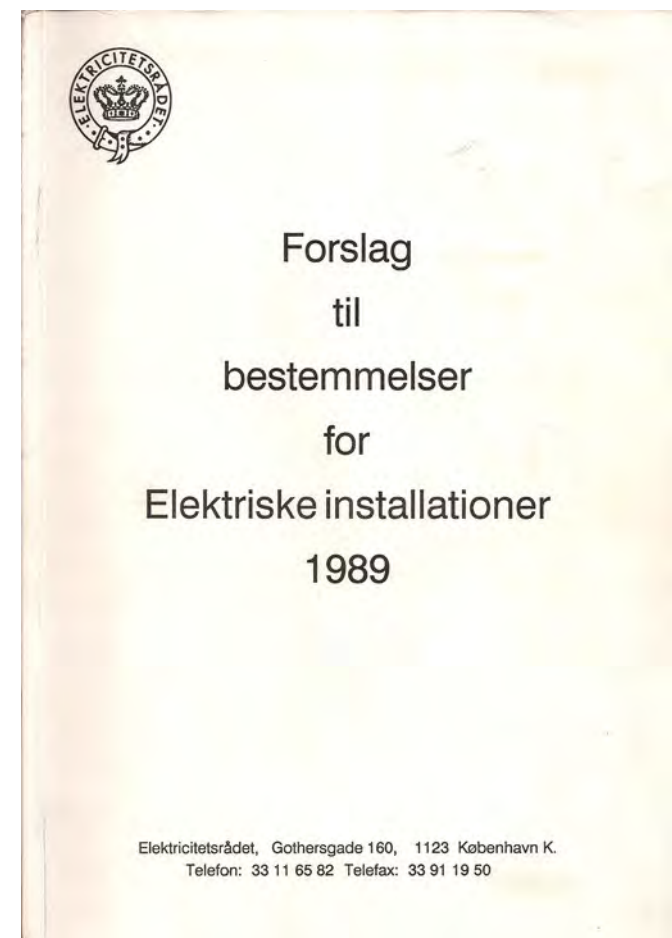 ELEKTRICITETSRÅDET
Forslag
til
bestemmelser
for
Elektriske installationer
1989
Elektricitetsrådet, Gothersgade 160, 1123 København K.
Telefon: 33 11 65 82 Telefax: 33 91 19 50